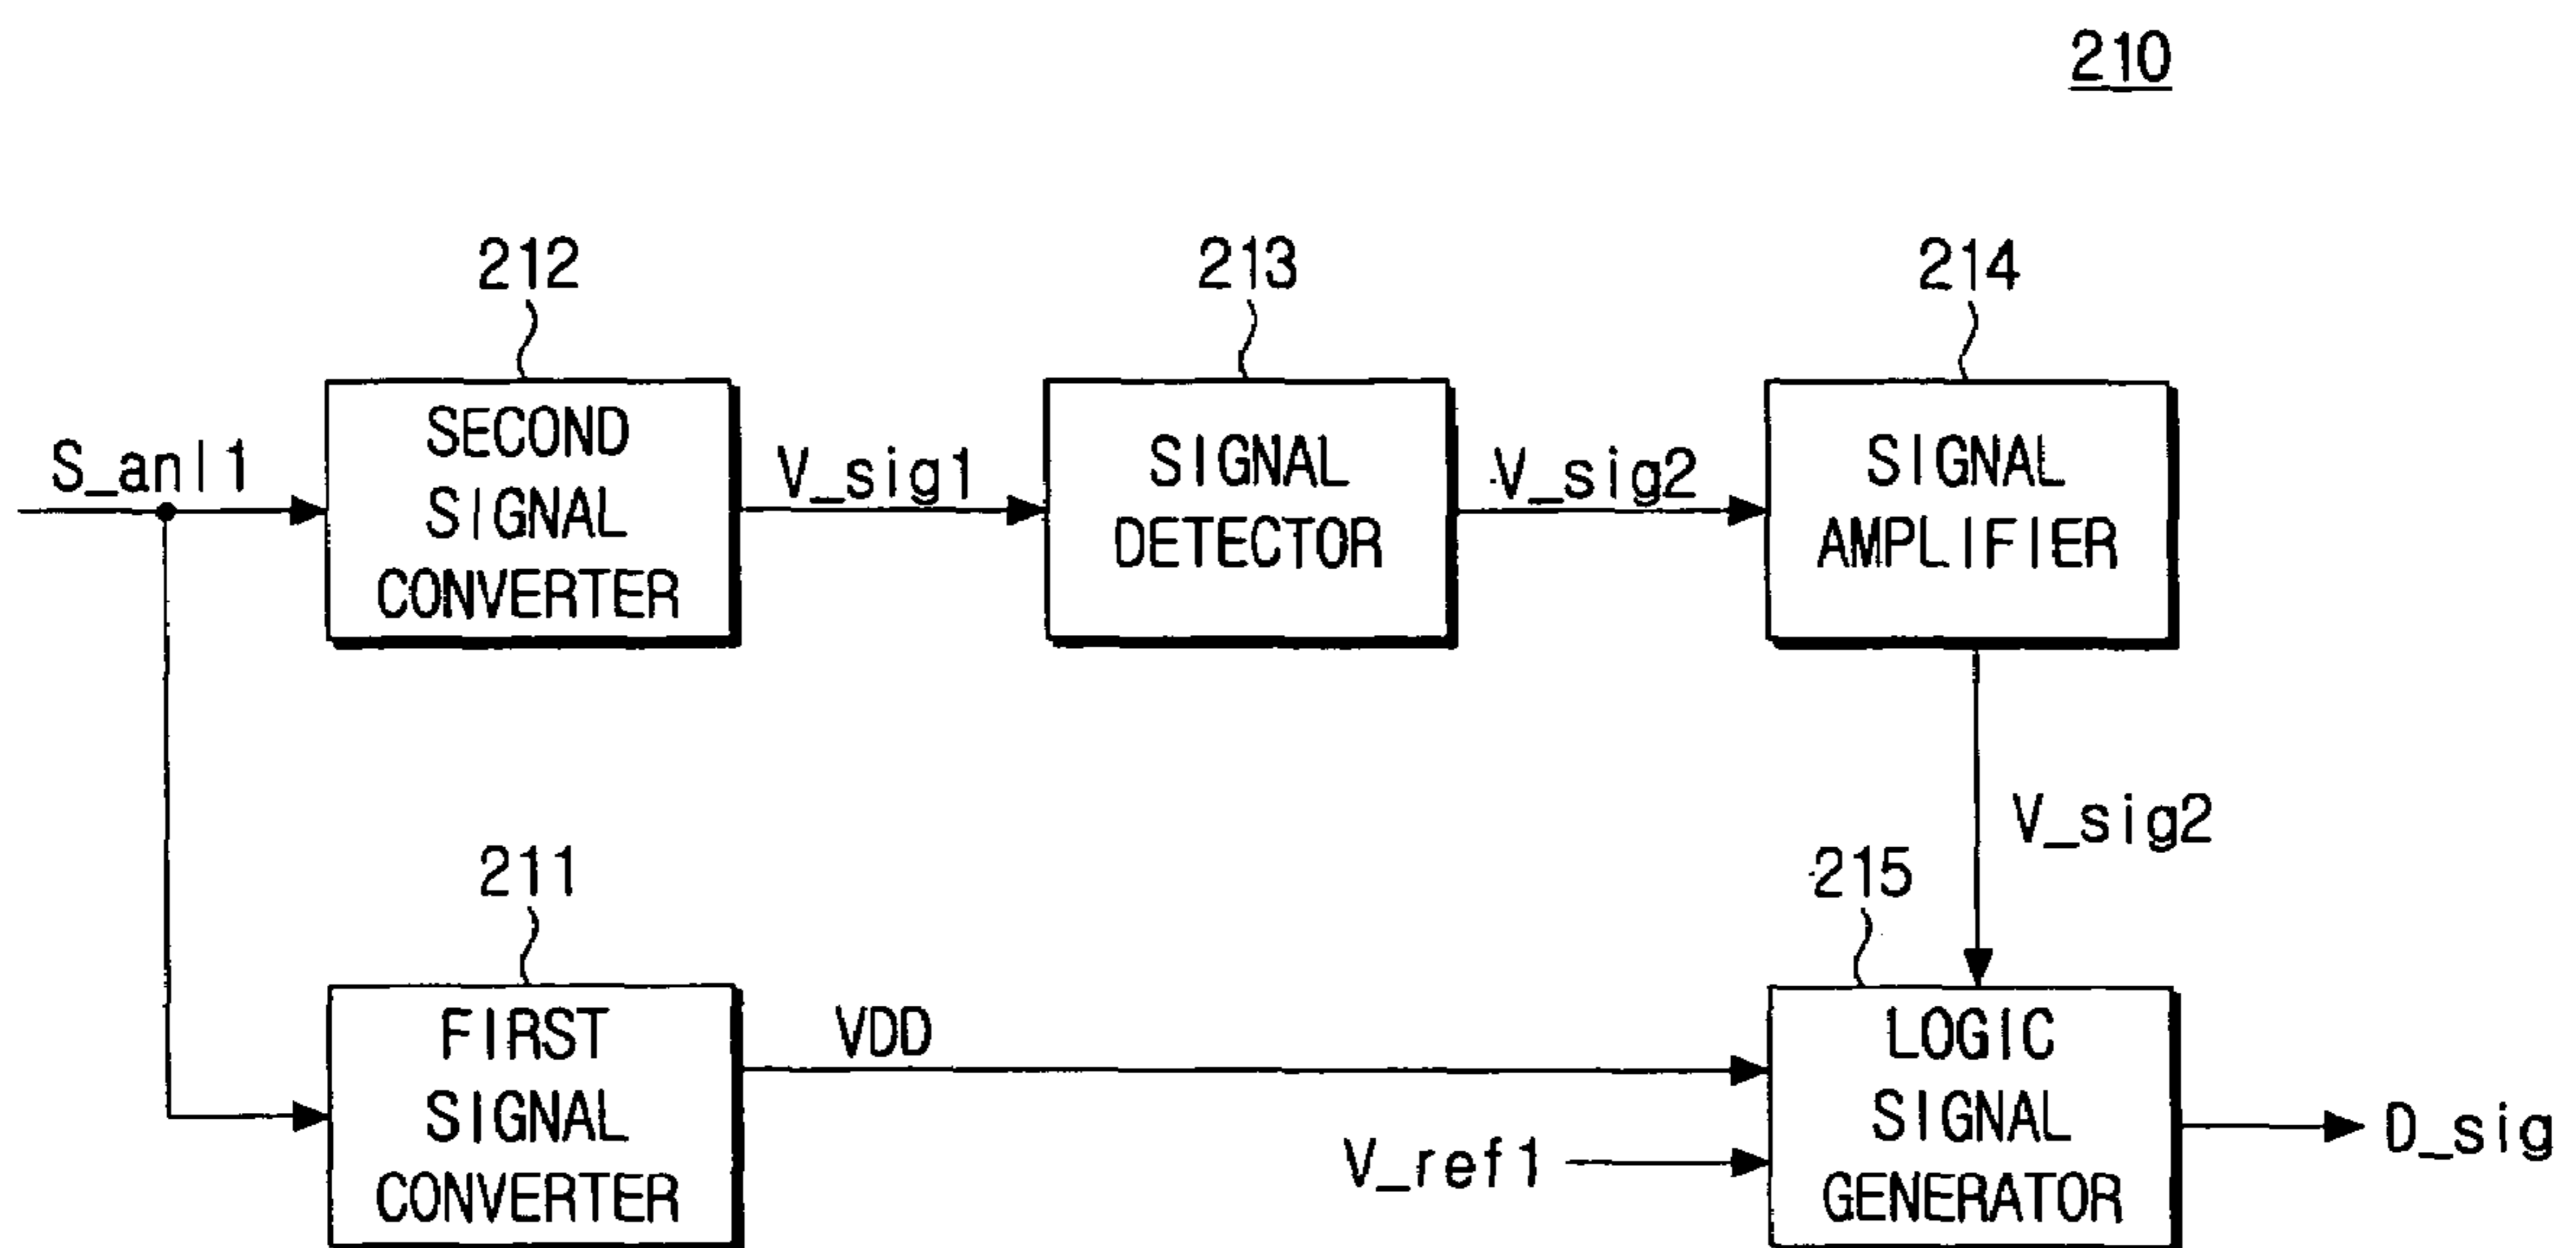 210
212
213
214
S_anl1
SECOND
SIGNAL
CONVERTER
V_sig1
SIGNAL
DETECTOR
V_sig2
SIGNAL
AMPLIFIER
V_sig2
211
215
FIRST
SIGNAL
CONVERTER
VDD
V_ref1
LOGIC
SIGNAL
GENERATOR
D_sig